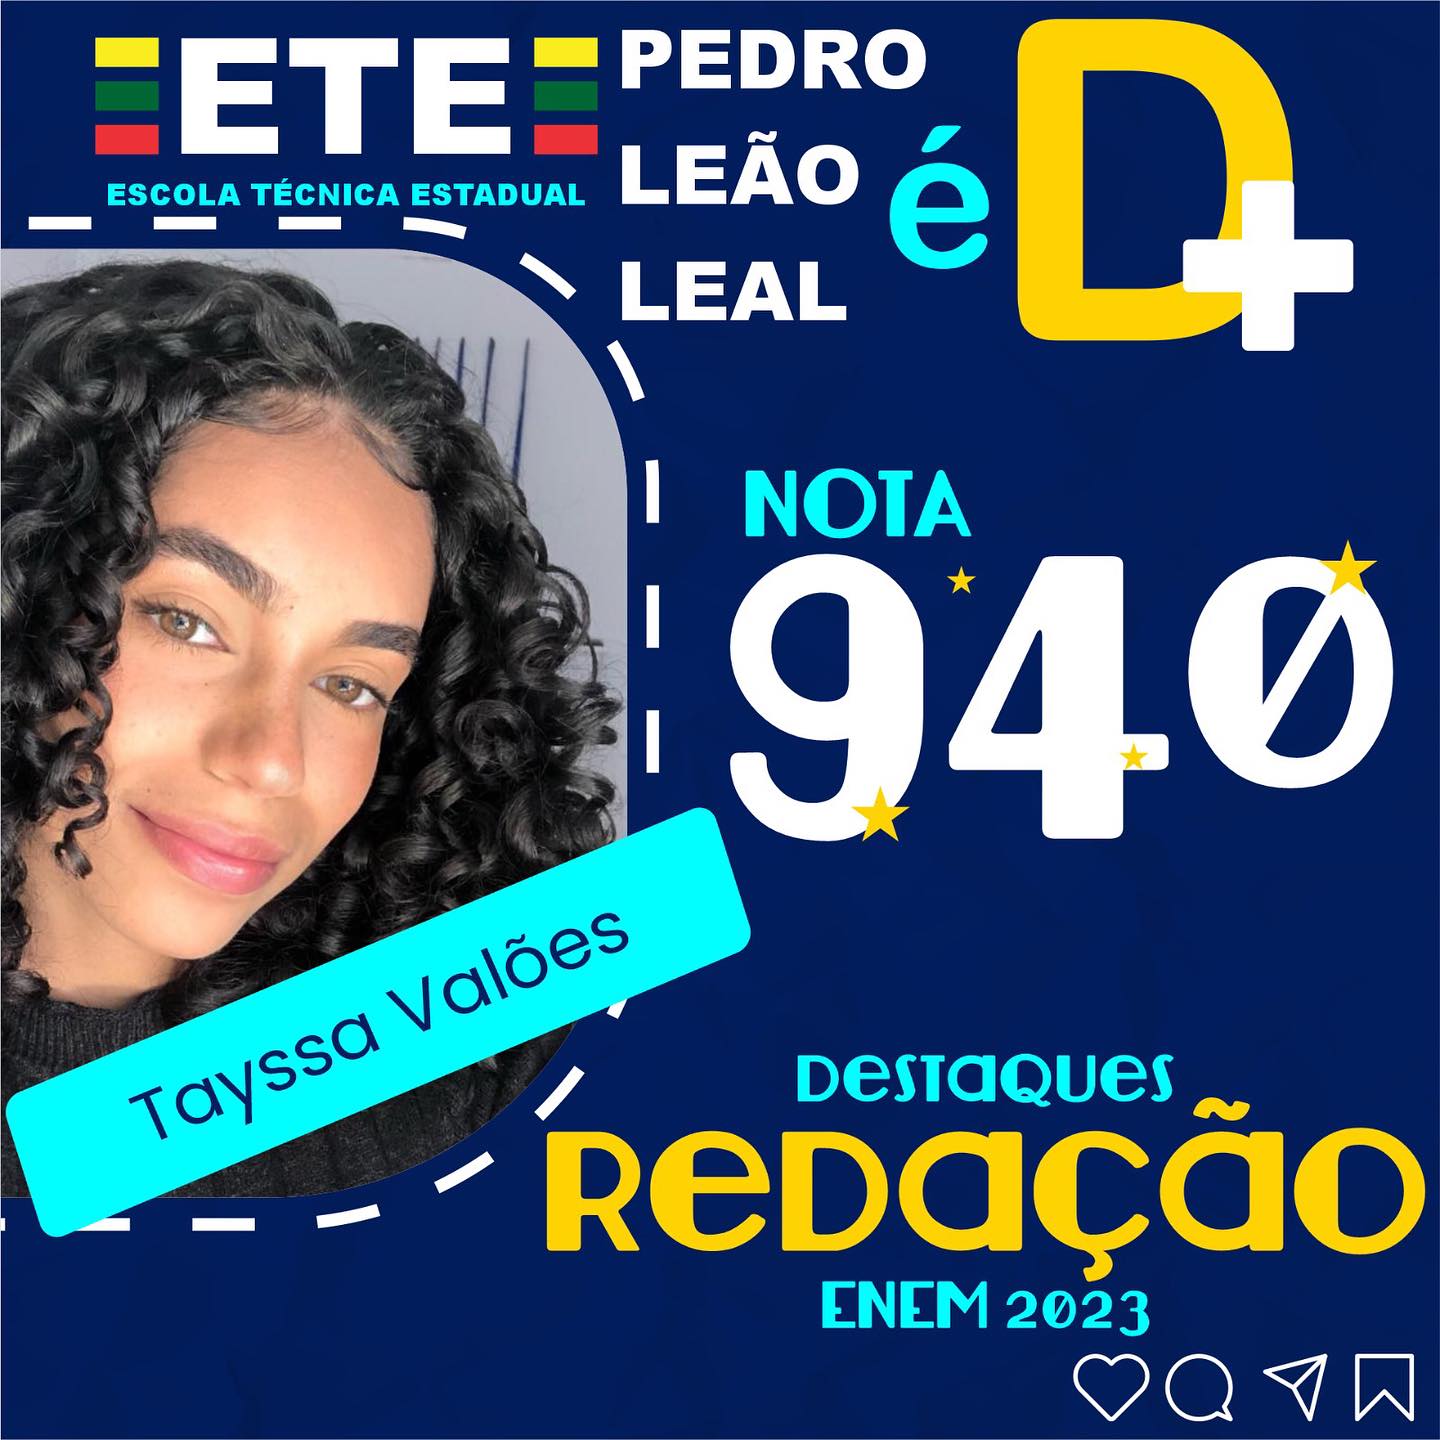 ETE
ESCOLA TÉCNICA ESTADUAL
PEDRO
LEÃO
LEAL
é
D+
NOTA
940
Tayssa Valões
DESTAQUES
REDAÇÃO
ENEM 2023